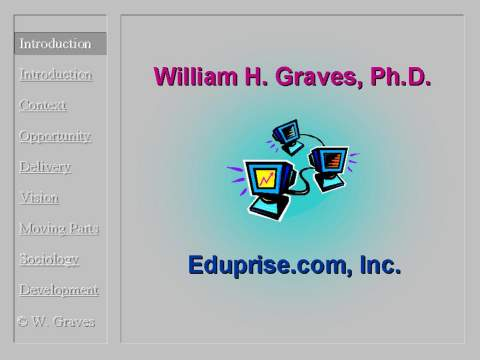 Introduction
Introduction
Context
Opportunity
Delivery
Vision
Moving Parts
Sociology
Development
© W. Graves
William H. Graves, Ph.D.
Eduprise.com, Inc.